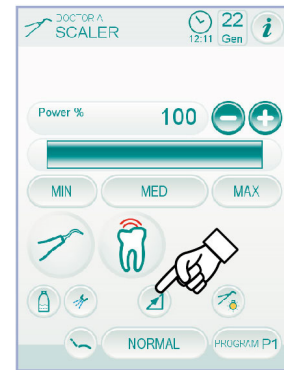 DOCTOR A
SCALER
12:11
22
Gen
i
Power %
100
MIN
MED
MAX
NORMAL
PROGRAM P1